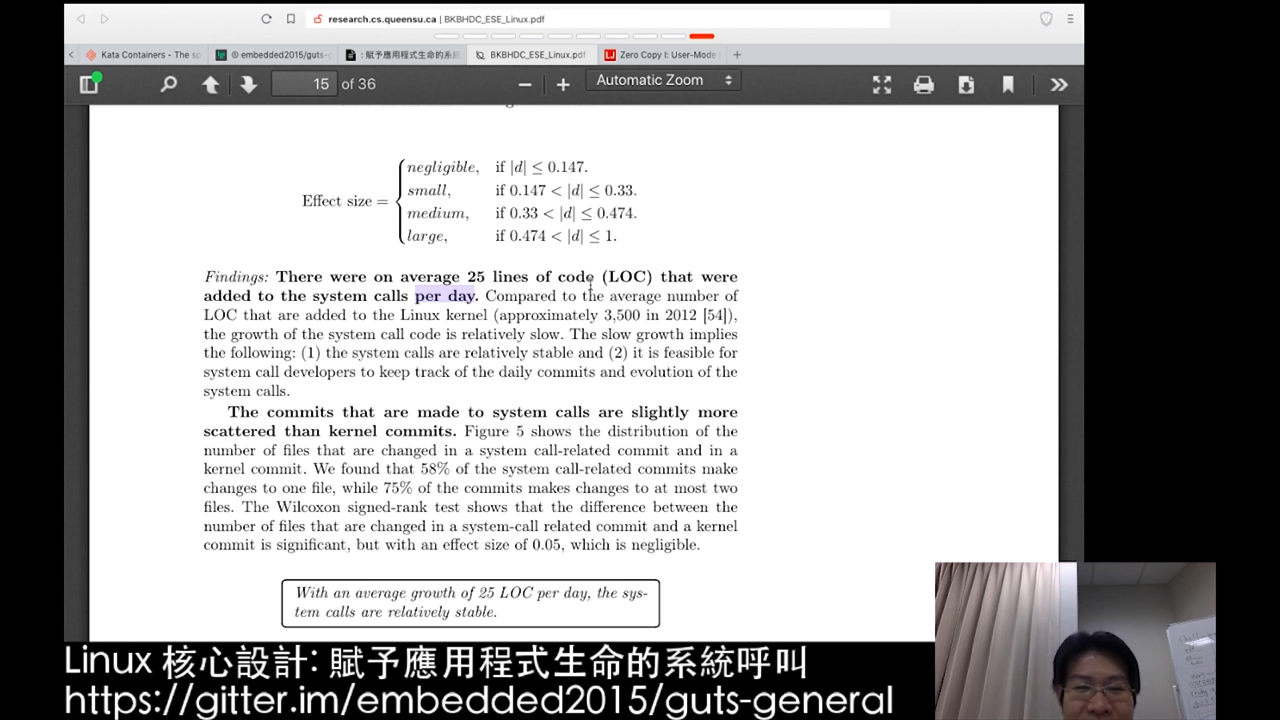 research.cs.queensu.ca | BKBHDC_ESE_Linux.pdf
Kata Containers - The sp
embedded2015/guts-
: 賦予應用程式生命的系統
BKBHDC_ESE_Linux.pdf
Zero Copy I: User-Mode
15 of 36
Automatic Zoom
Effect size =
negligible, if |d| ≤ 0.147.
small, if 0.147 < |d| ≤ 0.33.
medium, if 0.33 < |d| ≤ 0.474.
large, if 0.474 < |d| ≤ 1.
Findings: There were on average 25 lines of code (LOC) that were
added to the system calls per day. Compared to the average number of
LOC that are added to the Linux kernel (approximately 3,500 in 2012 [54]),
the growth of the system call code is relatively slow. The slow growth implies
the following: (1) the system calls are relatively stable and (2) it is feasible for
system call developers to keep track of the daily commits and evolution of the
system calls.
The commits that are made to system calls are slightly more
scattered than kernel commits. Figure 5 shows the distribution of the
number of files that are changed in a system call-related commit and in a
kernel commit. We found that 58% of the system call-related commits make
changes to one file, while 75% of the commits makes changes to at most two
files. The Wilcoxon signed-rank test shows that the difference between the
number of files that are changed in a system-call related commit and a kernel
commit is significant, but with an effect size of 0.05, which is negligible.
With an average growth of 25 LOC per day, the sys-
tem calls are relatively stable.
Linux 核心設計: 賦予應用程式生命的系統呼叫
https://gitter.im/embedded2015/guts-general